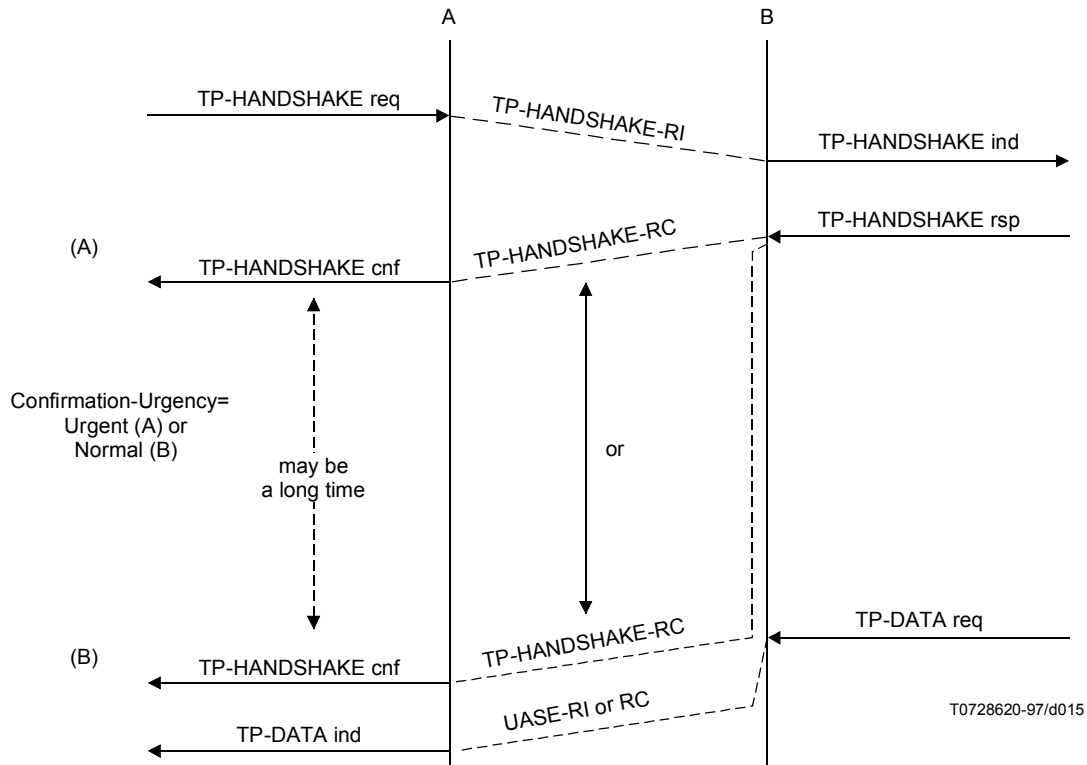 A
B
TP-HANDSHAKE req
TP-HANDSHAKE-RI
TP-HANDSHAKE ind
TP-HANDSHAKE rsp
(A)
TP-HANDSHAKE-RC
TP-HANDSHAKE cnf
Confirmation-Urgency=
Urgent (A) or
Normal (B)
may be
a long time
or
TP-DATA req
(B)
TP-HANDSHAKE-RC
TP-HANDSHAKE cnf
UASE-RI or RC
T0728620-97/d015
TP-DATA ind